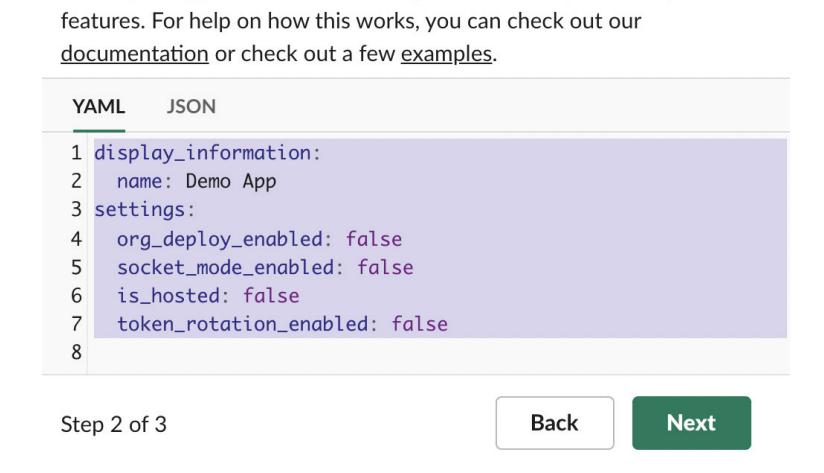 features. For help on how this works, you can check out our
documentation or check out a few examples.
YAML JSON
1 display_information:
2 name: Demo App
3 settings:
4 org_deploy_enabled: false
5 socket_mode_enabled: false
6 is_hosted: false
7 token_rotation_enabled: false
8
Step 2 of 3 Back Next